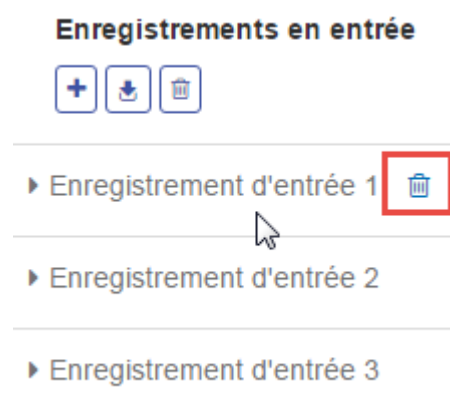 Enregistrements en entrée
Enregistrement d'entrée 1
Enregistrement d'entrée 2
Enregistrement d'entrée 3